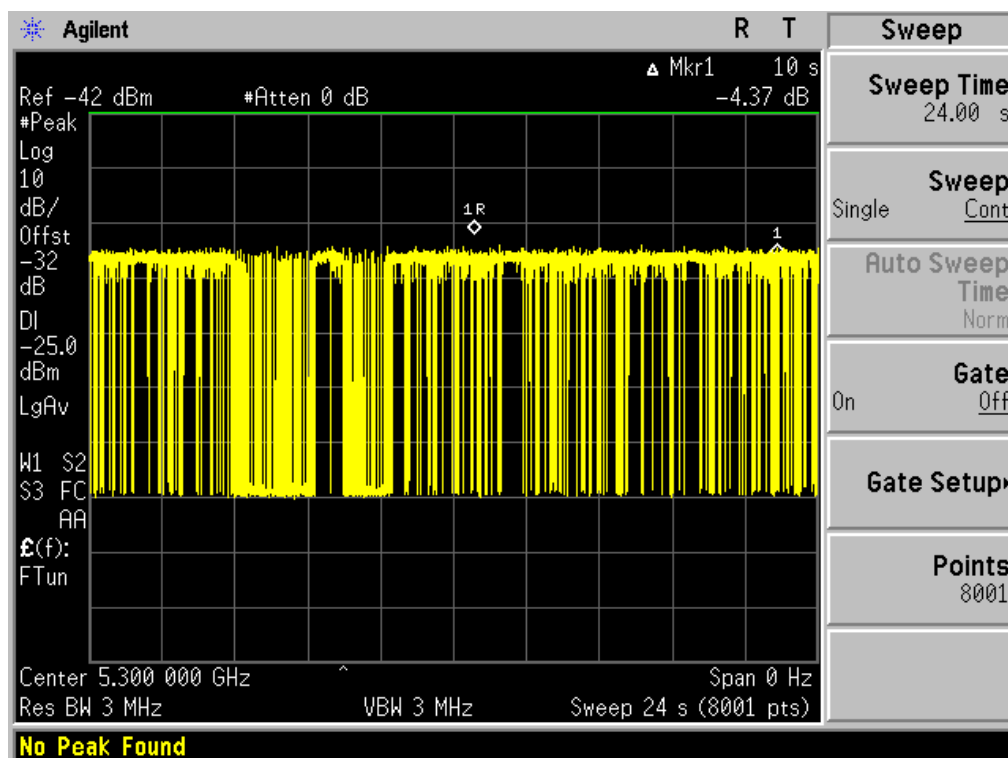 Agilent R T
Δ Mkr1 10 s
Ref -42 dBm #Atten 0 dB -4.37 dB
#Peak
Log
10
dB/
Offst
-32
dB
DI
-25.0
dBm
LgAv
W1 S2
S3 FC
AA
£(f):
FTun
1R
1
Center 5.300 000 GHz ^ Span 0 Hz
Res BW 3 MHz VBW 3 MHz Sweep 24 s (8001 pts)
No Peak Found
Sweep
Sweep Time
24.00 s
Sweep
Single Cont
Auto Sweep
Time
Norm
Gate
On Off
Gate Setup
Points
8001